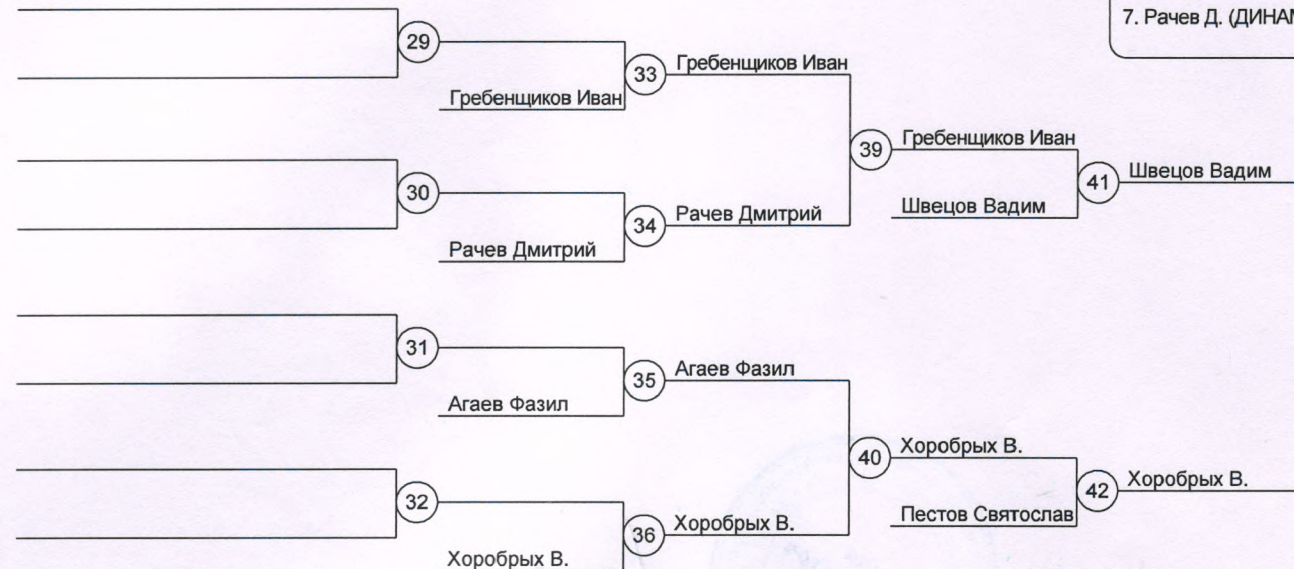 7. Рачев Д.
29
33
Гребенщиков Иван
Гребенщиков Иван
39
Гребенщиков Иван
30
41
Швецов Вадим
34
Рачев Дмитрий
Швецов Вадим
Рачев Дмитрий
31
35
Агаев Фазил
Агаев Фазил
40
Хоробрых В.
32
42
Хоробрых В.
36
Хоробрых В.
Пестов Святослав
Хоробрых В.